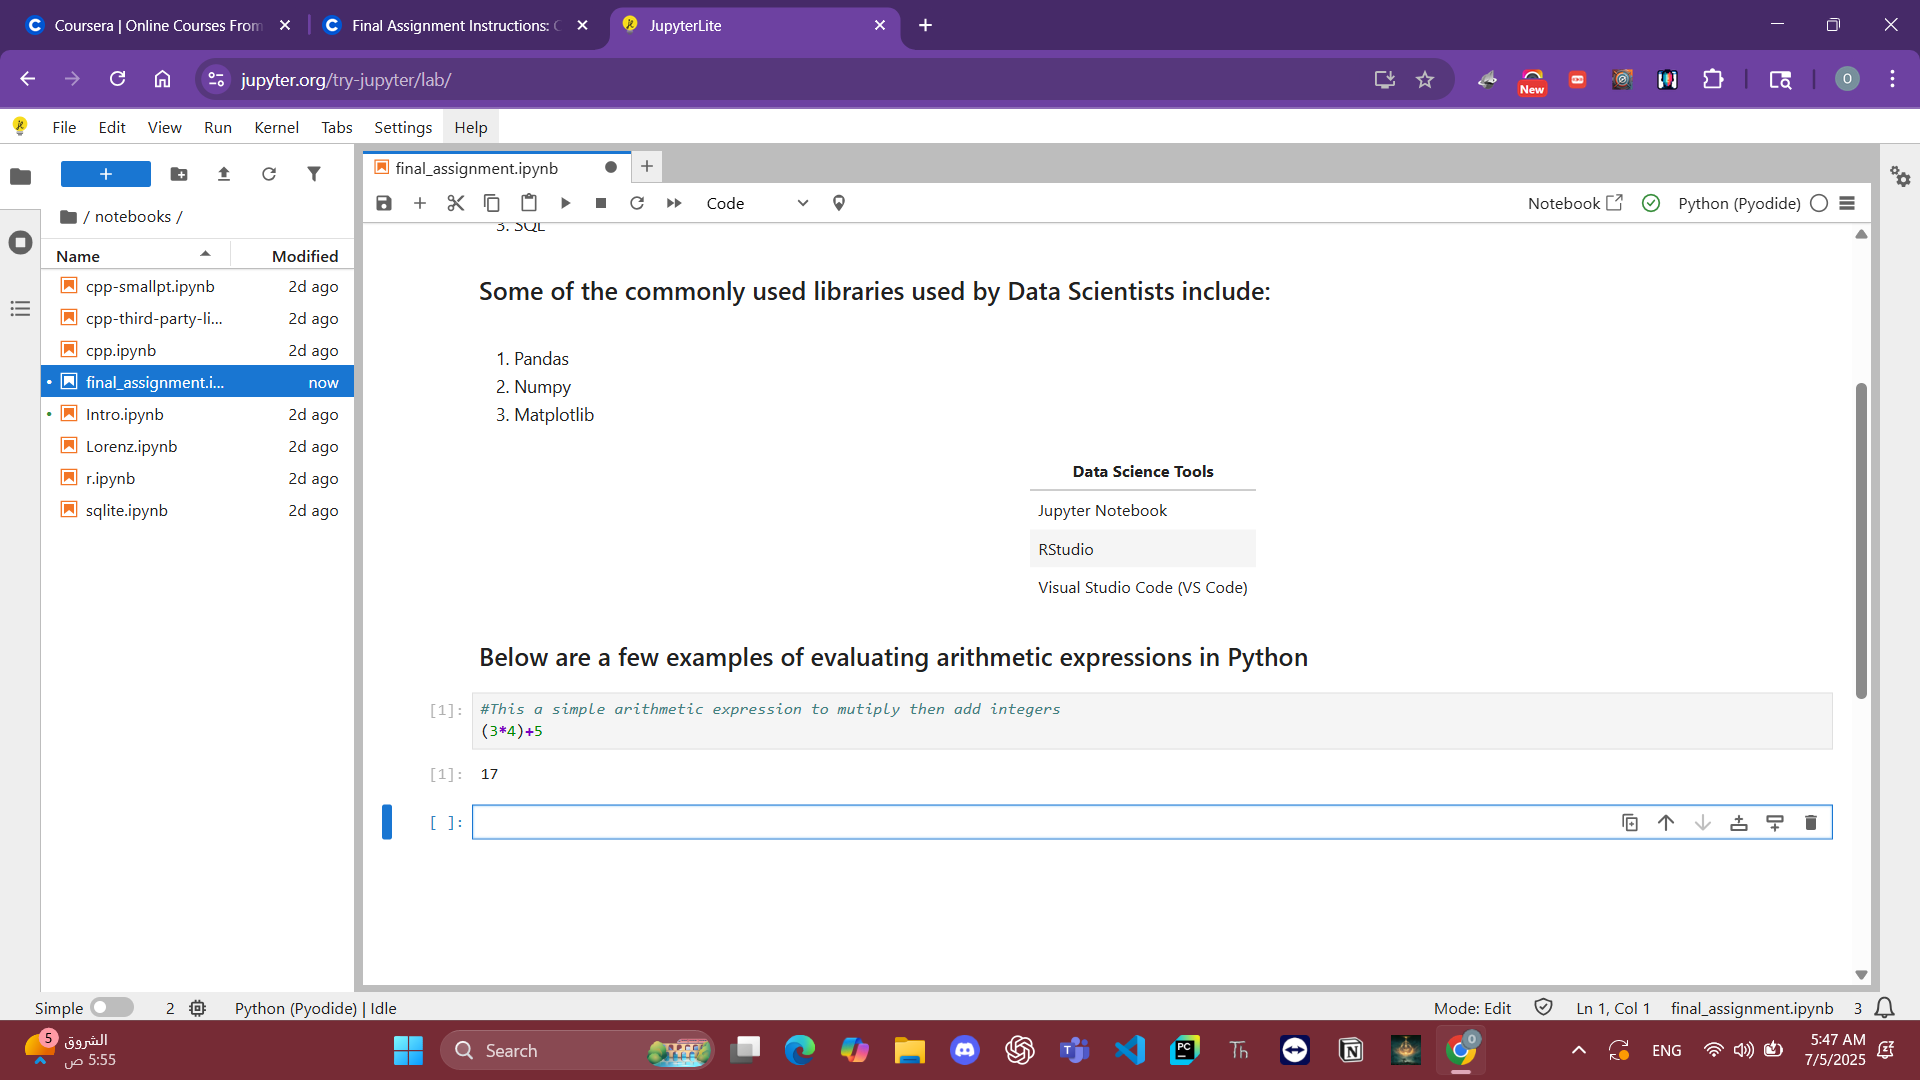 Coursera | Online Courses From
Final Assignment Instructions: C
JupyterLite
jupyter.org/try-jupyter/lab/
New
O
File Edit View Run Kernel Tabs Settings Help
final_assignment.ipynb
Code
Notebook
Python (Pyodide)
/ notebooks /
Name Modified
cpp-smallpt.ipynb 2d ago
cpp-third-party-li... 2d ago
cpp.ipynb 2d ago
final_assignment.i... now
Intro.ipynb 2d ago
Lorenz.ipynb 2d ago
r.ipynb 2d ago
sqlite.ipynb 2d ago
3. SQL
Some of the commonly used libraries used by Data Scientists include:
1. Pandas
2. Numpy
3. Matplotlib
Data Science Tools
Jupyter Notebook
RStudio
Visual Studio Code (VS Code)
Below are a few examples of evaluating arithmetic expressions in Python
[1]: #This a simple arithmetic expression to mutiply then add integers
(3*4)+5
[1]: 17
[ ]:
Simple 2 Python (Pyodide) | Idle
Mode: Edit Ln 1, Col 1 final_assignment.ipynb 3
5 الشروق
5:55 ص
Search
ENG
5:47 AM
7/5/2025